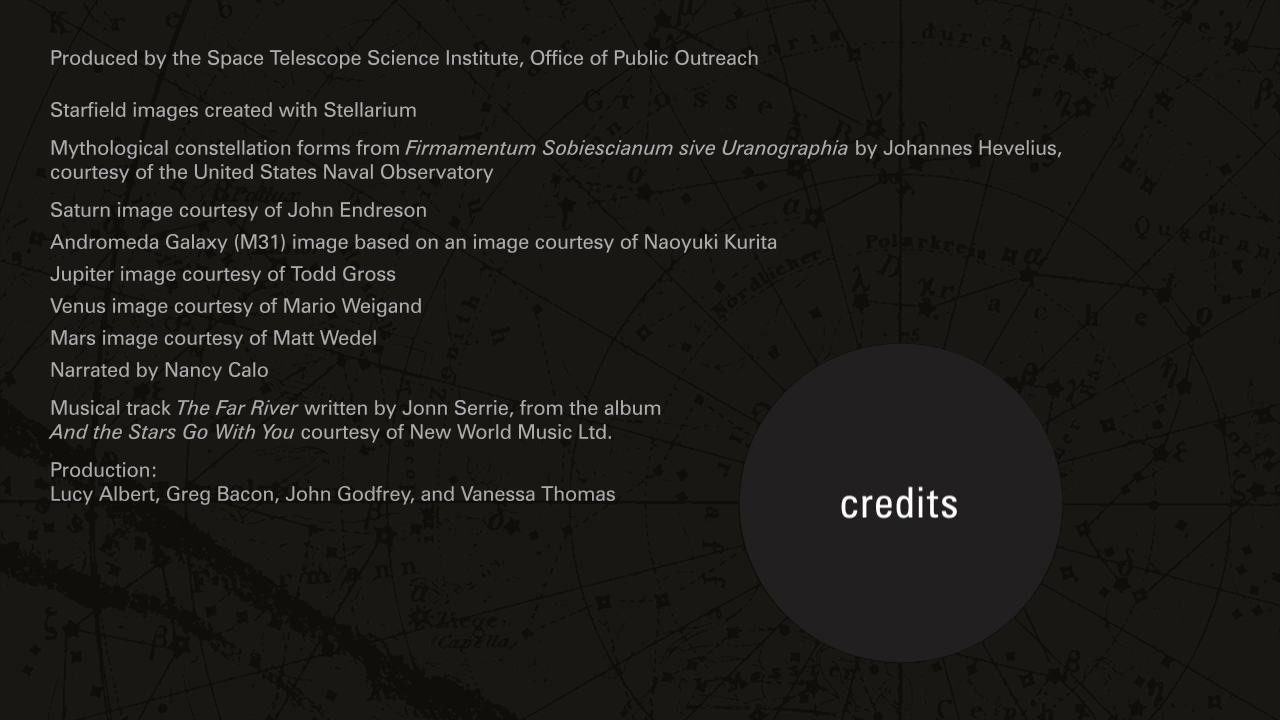 Produced by the Space Telescope Science Institute, Office of Public Outreach
Starfield images created with Stellarium
Mythological constellation forms from Firmamentum Sobiescianum sive Uranographia by Johannes Hevelius,
courtesy of the United States Naval Observatory
Saturn image courtesy of John Endreson
Andromeda Galaxy (M31) image based on an image courtesy of Naoyuki Kurita
Jupiter image courtesy of Todd Gross
Venus image courtesy of Mario Weigand
Mars image courtesy of Matt Wedel
Narrated by Nancy Calo
Musical track The Far River written by Jonn Serrie, from the album
And the Stars Go With You courtesy of New World Music Ltd.
Production:
Lucy Albert, Greg Bacon, John Godfrey, and Vanessa Thomas
credits
Grosse
Nördlicher
Polarkreis
Fuhrmann
(Capella)